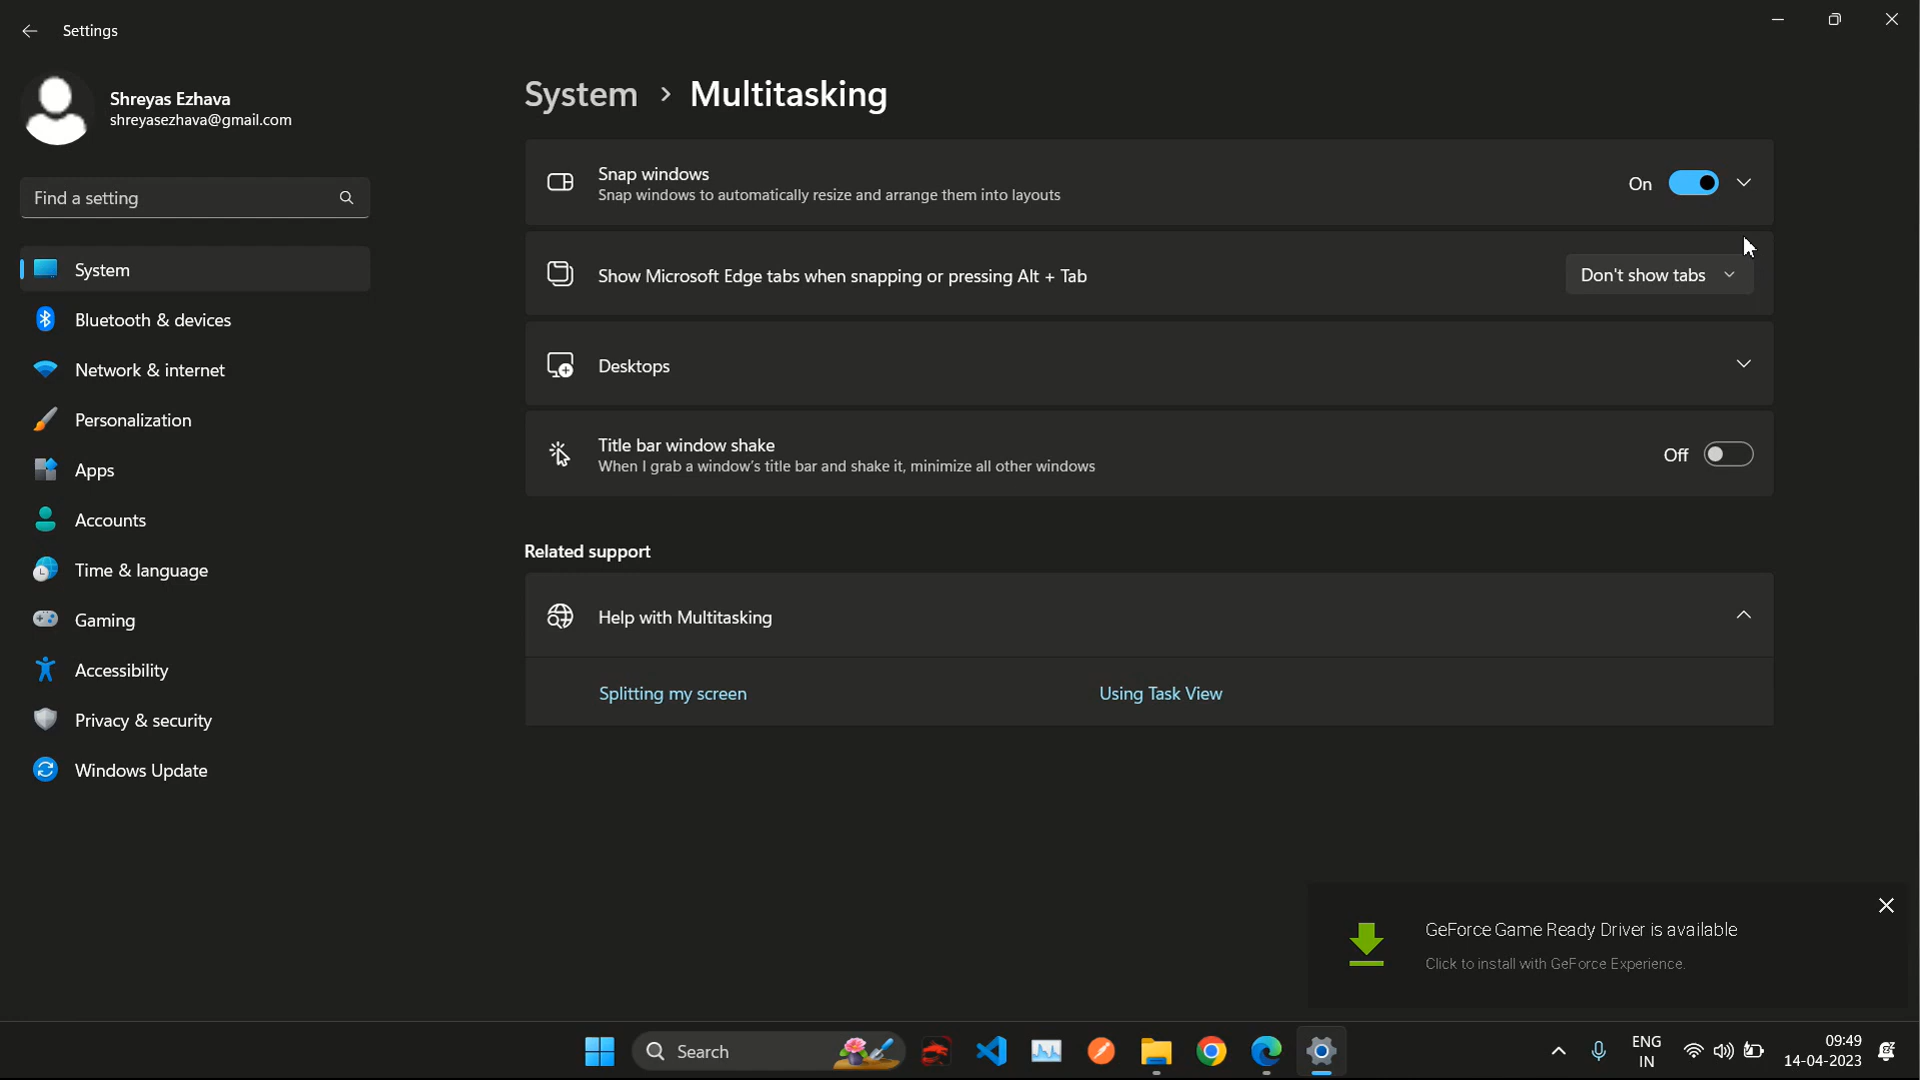 Settings
Shreyas Ezhava
shreyasezhava@gmail.com
Find a setting
System
Bluetooth & devices
Network & internet
Personalization
Apps
Accounts
Time & language
Gaming
Accessibility
Privacy & security
Windows Update
System > Multitasking
Snap windows
Snap windows to automatically resize and arrange them into layouts
On
Show Microsoft Edge tabs when snapping or pressing Alt + Tab
Don't show tabs
Desktops
Title bar window shake
When I grab a window's title bar and shake it, minimize all other windows
Off
Related support
Help with Multitasking
Splitting my screen
Using Task View
GeForce Game Ready Driver is available
Click to install with GeForce Experience.
Search
ENG
IN
09:49
14-04-2023